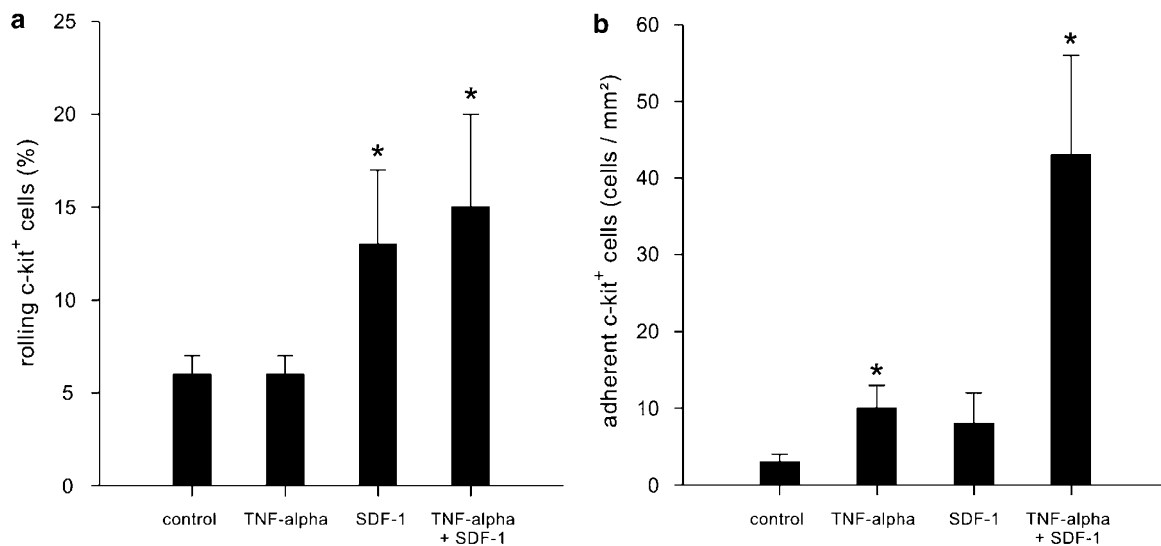 a
rolling c-kit⁺ cells (%)
25
20
15
10
5
0
*
*
control
TNF-alpha
SDF-1
TNF-alpha
+ SDF-1
b
adherent c-kit⁺ cells (cells / mm²)
60
50
40
30
20
10
0
*
*
control
TNF-alpha
SDF-1
TNF-alpha
+ SDF-1